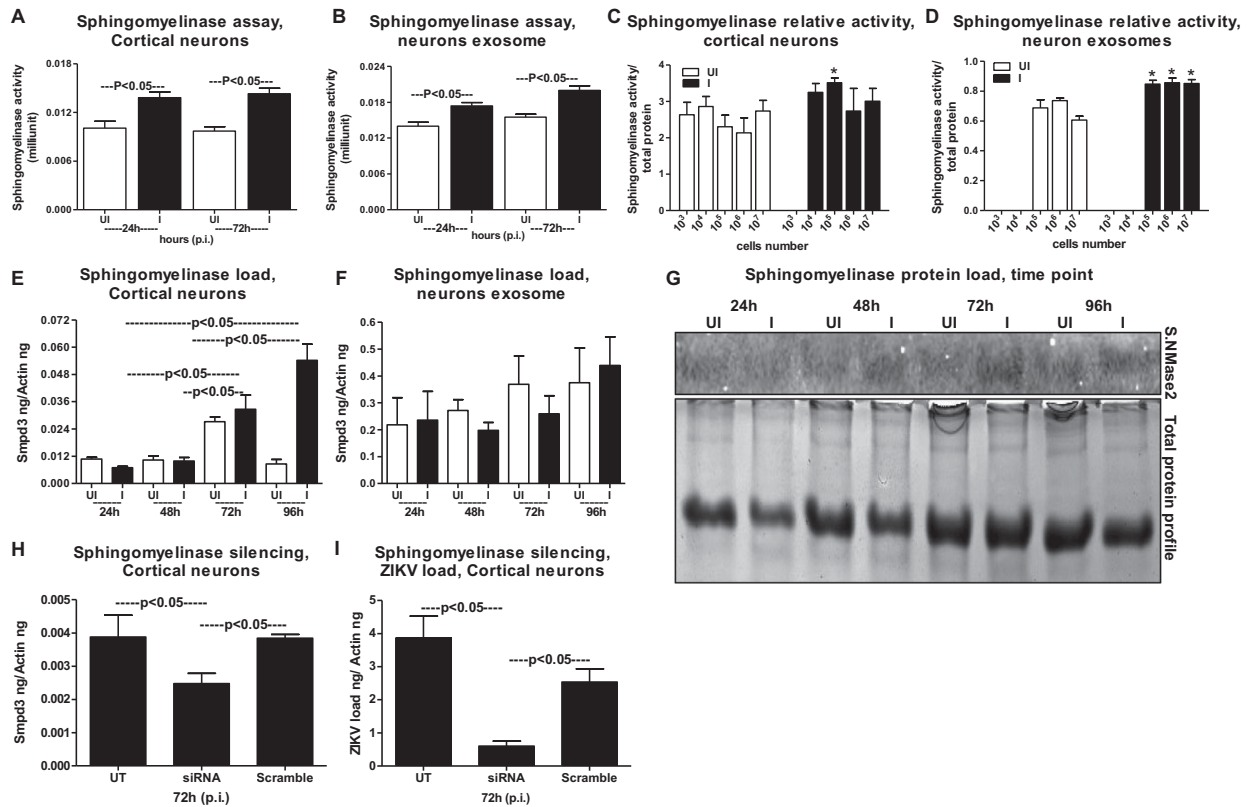 A
Sphingomyelinase assay,
Cortical neurons
Sphingomyelinase activity
(milliunit)
0.018
0.012
0.006
0.000
---P<0.05---
---P<0.05---
UI
I
UI
I
-----24h-----
-----72h-----
hours (p.i.)
B
Sphingomyelinase assay,
neurons exosome
Sphingomyelinase activity
(milliunit)
0.024
0.018
0.012
0.006
0.000
---P<0.05---
---P<0.05---
UI
I
UI
I
---24h---
---72h---
hours (p.i.)
C
Sphingomyelinase relative activity,
cortical neurons
Sphingomyelinase activity/
total protein
4
3
2
1
0
UI
I
*
10³
10⁴
10⁵
10⁶
10⁷
10³
10⁴
10⁵
10⁶
10⁷
cells number
D
Sphingomyelinase relative activity,
neuron exosomes
Sphingomyelinase activity/
total protein
1.0
0.8
0.6
0.4
0.2
0.0
UI
I
* * *
10³
10⁴
10⁵
10⁶
10⁷
10³
10⁴
10⁵
10⁶
10⁷
cells number
E
Sphingomyelinase load,
Cortical neurons
Smpd3 ng/Actin ng
0.072
0.060
0.048
0.036
0.024
0.012
0.000
---------------p<0.05---------------
------p<0.05------
---------p<0.05---------
--p<0.05--
UI I UI I UI I UI I
24h 48h 72h 96h
F
Sphingomyelinase load,
neurons exosome
Smpd3 ng/Actin ng
0.6
0.5
0.4
0.3
0.2
0.1
0.0
UI I UI I UI I UI I
24h 48h 72h 96h
G
Sphingomyelinase protein load, time point
24h 48h 72h 96h
UI I UI I UI I UI I
S.NMase2
Total protein profile
H
Sphingomyelinase silencing,
Cortical neurons
Smpd3 ng/Actin ng
0.005
0.004
0.003
0.002
0.001
0.000
-----p<0.05-----
----p<0.05----
UT siRNA Scramble
72h (p.i.)
I
Sphingomyelinase silencing,
ZIKV load, Cortical neurons
ZIKV load ng/ Actin ng
5
4
3
2
1
0
----p<0.05----
----p<0.05----
UT siRNA Scramble
72h (p.i.)